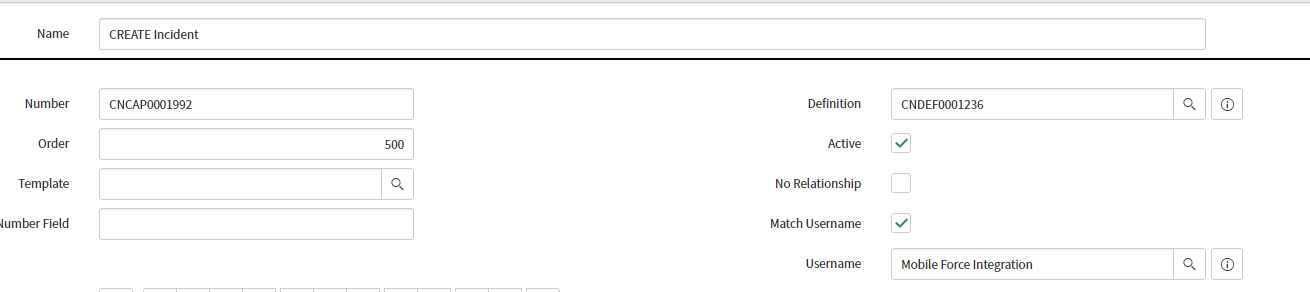 Name CREATE Incident
Number CNCAP0001992 Definition CNDEF0001236
Order 500 Active
Template No Relationship
Number Field Match Username
Username Mobile Force Integration